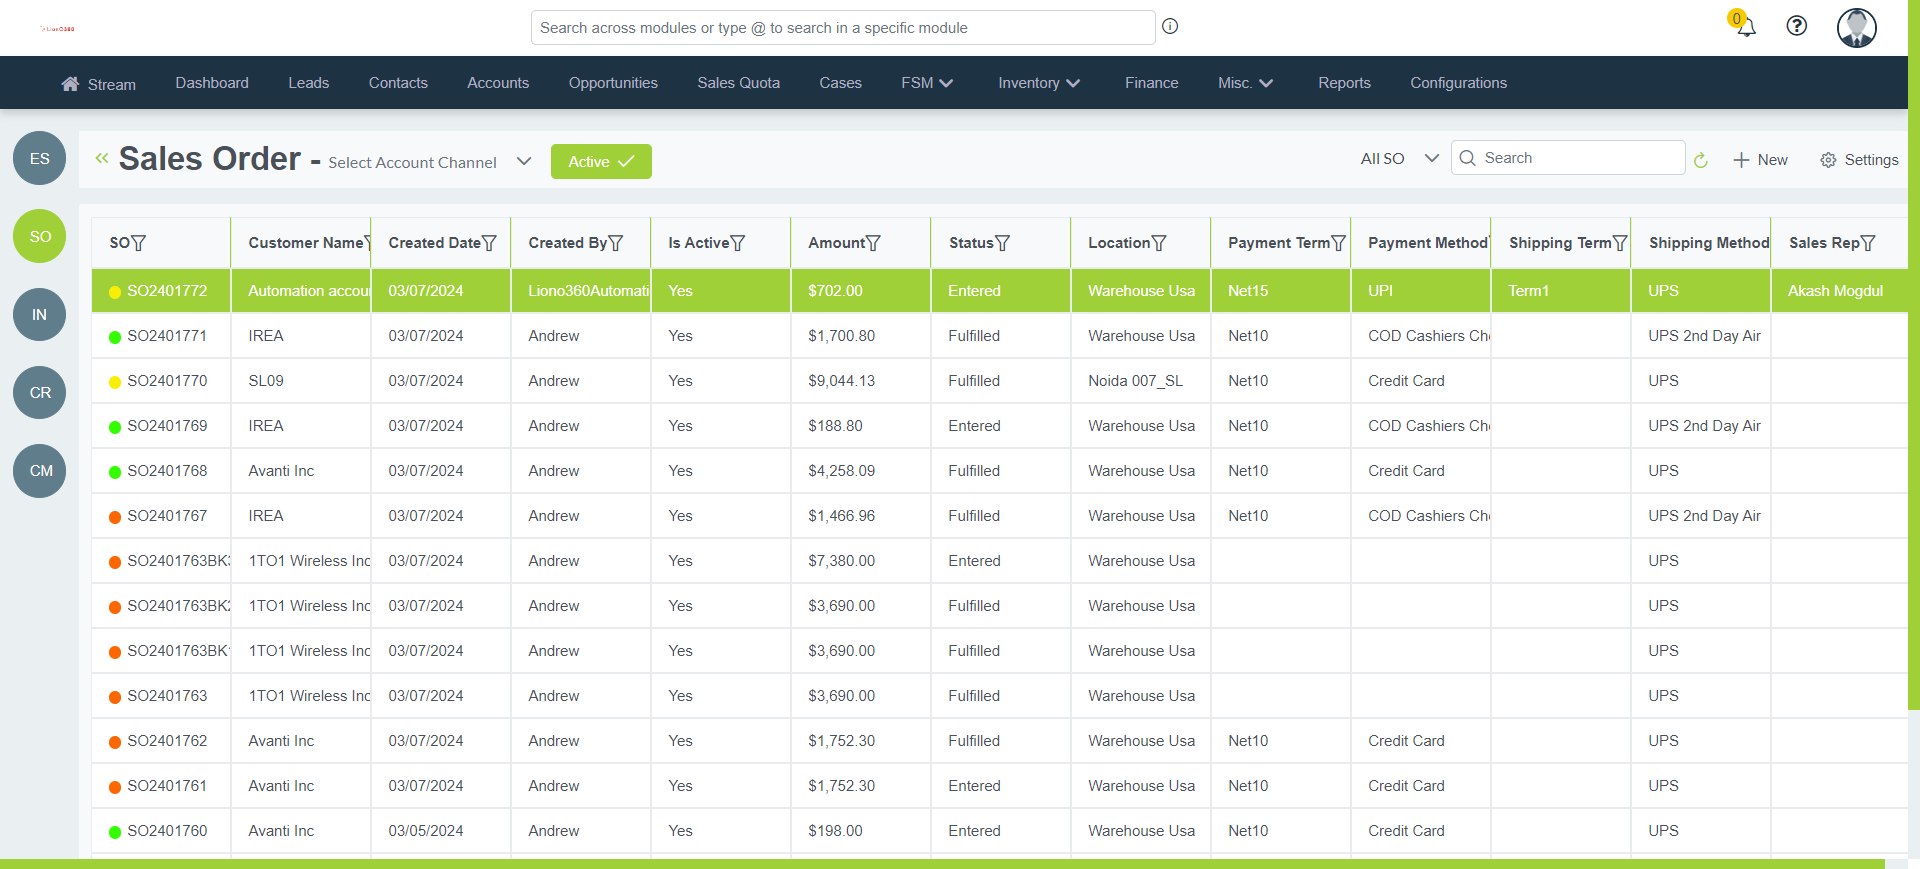 Search across modules or type @ to search in a specific module
0
Stream Dashboard Leads Contacts Accounts Opportunities Sales Quota Cases FSM Inventory Finance Misc. Reports Configurations
ES
SO
IN
CR
CM
« Sales Order - Select Account Channel Active All SO Search New Settings
SO Customer Name Created Date Created By Is Active Amount Status Location Payment Term Payment Method Shipping Term Shipping Method Sales Rep
SO2401772 Automation accou 03/07/2024 Liono360Automati Yes $702.00 Entered Warehouse Usa Net15 UPI Term1 UPS Akash Mogdul
SO2401771 IREA 03/07/2024 Andrew Yes $1,700.80 Fulfilled Warehouse Usa Net10 COD Cashiers Che UPS 2nd Day Air
SO2401770 SL09 03/07/2024 Andrew Yes $9,044.13 Fulfilled Noida 007_SL Net10 Credit Card UPS
SO2401769 IREA 03/07/2024 Andrew Yes $188.80 Entered Warehouse Usa Net10 COD Cashiers Che UPS 2nd Day Air
SO2401768 Avanti Inc 03/07/2024 Andrew Yes $4,258.09 Fulfilled Warehouse Usa Net10 Credit Card UPS
SO2401767 IREA 03/07/2024 Andrew Yes $1,466.96 Fulfilled Warehouse Usa Net10 COD Cashiers Che UPS 2nd Day Air
SO2401763BK3 1TO1 Wireless Inc 03/07/2024 Andrew Yes $7,380.00 Entered Warehouse Usa UPS
SO2401763BK2 1TO1 Wireless Inc 03/07/2024 Andrew Yes $3,690.00 Fulfilled Warehouse Usa UPS
SO2401763BK1 1TO1 Wireless Inc 03/07/2024 Andrew Yes $3,690.00 Fulfilled Warehouse Usa UPS
SO2401763 1TO1 Wireless Inc 03/07/2024 Andrew Yes $3,690.00 Fulfilled Warehouse Usa UPS
SO2401762 Avanti Inc 03/07/2024 Andrew Yes $1,752.30 Fulfilled Warehouse Usa Net10 Credit Card UPS
SO2401761 Avanti Inc 03/07/2024 Andrew Yes $1,752.30 Entered Warehouse Usa Net10 Credit Card UPS
SO2401760 Avanti Inc 03/05/2024 Andrew Yes $198.00 Entered Warehouse Usa Net10 Credit Card UPS